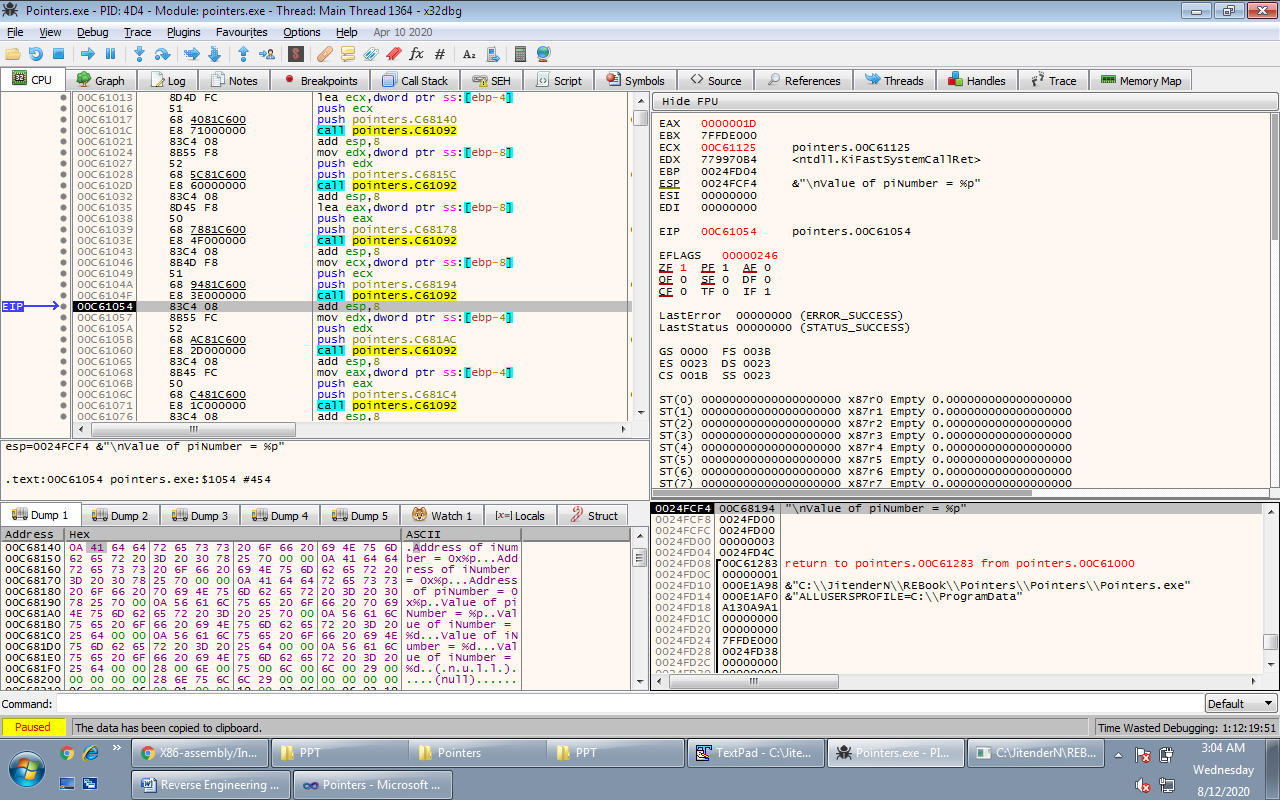 Pointers.exe - PID: 4D4 - Module: pointers.exe - Thread: Main Thread 1364 - x32dbg
File View Debug Trace Plugins Favourites Options Help Apr 10 2020
CPU Graph Log Notes Breakpoints Call Stack SEH Script Symbols Source References Threads Handles Trace Memory Map
00C61013 8D4D FC lea ecx,dword ptr ss:[ebp-4]
00C61016 51 push ecx
00C61017 68 4081C600 push pointers.C68140
00C6101C E8 71000000 call pointers.C61092
00C61021 83C4 08 add esp,8
00C61024 8B55 F8 mov edx,dword ptr ss:[ebp-8]
00C61027 52 push edx
00C61028 68 5C81C600 push pointers.C6815C
00C6102D E8 60000000 call pointers.C61092
00C61032 83C4 08 add esp,8
00C61035 8D45 F8 lea eax,dword ptr ss:[ebp-8]
00C61038 50 push eax
00C61039 68 7881C600 push pointers.C68178
00C6103E E8 4F000000 call pointers.C61092
00C61043 83C4 08 add esp,8
00C61046 8B4D F8 mov ecx,dword ptr ss:[ebp-8]
00C61049 51 push ecx
00C6104A 68 9481C600 push pointers.C68194
00C6104F E8 3E000000 call pointers.C61092
EIP 00C61054 83C4 08 add esp,8
00C61057 8B55 FC mov edx,dword ptr ss:[ebp-4]
00C6105A 52 push edx
00C6105B 68 AC81C600 push pointers.C681AC
00C61060 E8 2D000000 call pointers.C61092
00C61065 83C4 08 add esp,8
00C61068 8B45 FC mov eax,dword ptr ss:[ebp-4]
00C6106B 50 push eax
00C6106C 68 C481C600 push pointers.C681C4
00C61071 E8 1C000000 call pointers.C61092
00C61076 83C4 08 add esp,8
Hide FPU
EAX 0000001D
EBX 7FFDE000
ECX 00C61125 pointers.00C61125
EDX 779970B4 <ntdll.KiFastSystemCallRet>
EBP 0024FD04
ESP 0024FCF4 &"\nValue of piNumber = %p"
ESI 00000000
EDI 00000000
EIP 00C61054 pointers.00C61054
EFLAGS 00000246
ZF 1 PF 1 AF 0
OF 0 SF 0 DF 0
CF 0 TF 0 IF 1
LastError 00000000 (ERROR_SUCCESS)
LastStatus 00000000 (STATUS_SUCCESS)
GS 0000 FS 003B
ES 0023 DS 0023
CS 001B SS 0023
ST(0) 00000000000000000000 x87r0 Empty 0.000000000000000000
ST(1) 00000000000000000000 x87r1 Empty 0.000000000000000000
ST(2) 00000000000000000000 x87r2 Empty 0.000000000000000000
ST(3) 00000000000000000000 x87r3 Empty 0.000000000000000000
ST(4) 00000000000000000000 x87r4 Empty 0.000000000000000000
ST(5) 00000000000000000000 x87r5 Empty 0.000000000000000000
ST(6) 00000000000000000000 x87r6 Empty 0.000000000000000000
ST(7) 00000000000000000000 x87r7 Empty 0.000000000000000000
esp=0024FCF4 &"\nValue of piNumber = %p"
.text:00C61054 pointers.exe:$1054 #454
Dump 1 Dump 2 Dump 3 Dump 4 Dump 5 Watch 1 [x=] Locals Struct
Address Hex ASCII
00C68140 0A 41 64 64 72 65 73 73 20 6F 66 20 69 4E 75 6D .Address of iNum
00C68150 62 65 72 20 3D 20 30 78 25 70 00 00 0A 41 64 64 ber = 0x%p...Add
00C68160 72 65 73 73 20 6F 66 20 69 4E 75 6D 62 65 72 20 ress of iNumber
00C68170 3D 20 30 78 25 70 00 00 0A 41 64 64 72 65 73 73 = 0x%p...Address
00C68180 20 6F 66 20 70 69 4E 75 6D 62 65 72 20 3D 20 30 of piNumber = 0
00C68190 78 25 70 00 0A 56 61 6C 75 65 20 6F 66 20 70 69 x%p..Value of pi
00C681A0 4E 75 6D 62 65 72 20 3D 20 25 70 00 0A 56 61 6C Number = %p..Val
00C681B0 75 65 20 6F 66 20 69 4E 75 6D 62 65 72 20 3D 20 ue of iNumber =
00C681C0 25 64 00 00 0A 56 61 6C 75 65 20 6F 66 20 69 4E %d...Value of iN
00C681D0 75 6D 62 65 72 20 3D 20 25 64 00 00 0A 56 61 6C umber = %d...Val
00C681E0 75 65 20 6F 66 20 69 4E 75 6D 62 65 72 20 3D 20 ue of iNumber =
00C681F0 25 64 00 00 28 00 6E 00 75 00 6C 00 6C 00 29 00 %d..(.n.u.l.l.).
00C68200 00 00 00 00 28 6E 75 6C 6C 29 00 00 00 00 00 00 ....(null)......
0024FCF4 00C68194 "\nValue of piNumber = %p"
0024FCF8 0024FD00
0024FCFC 0024FD00
0024FD00 00000003
0024FD04 0024FD4C
0024FD08 00C61283 return to pointers.00C61283 from pointers.00C61000
0024FD0C 00000001
0024FD10 000E1A98 &"C:\\JitenderN\\REBook\\Pointers\\Pointers\\Pointers.exe"
0024FD14 000E1AF0 &"ALLUSERSPROFILE=C:\\ProgramData"
0024FD18 A130A9A1
0024FD1C 00000000
0024FD20 00000000
0024FD24 7FFDE000
0024FD28 0024FD38
0024FD2C 00000000
Command: Default
Paused The data has been copied to clipboard. Time Wasted Debugging: 1:12:19:51
X86-assembly/In... PPT Pointers PPT TextPad - C:\Jite... Pointers.exe - PI... C:\JitenderN\REB...
Reverse Engineering ... Pointers - Microsoft ...
3:04 AM
Wednesday
8/12/2020